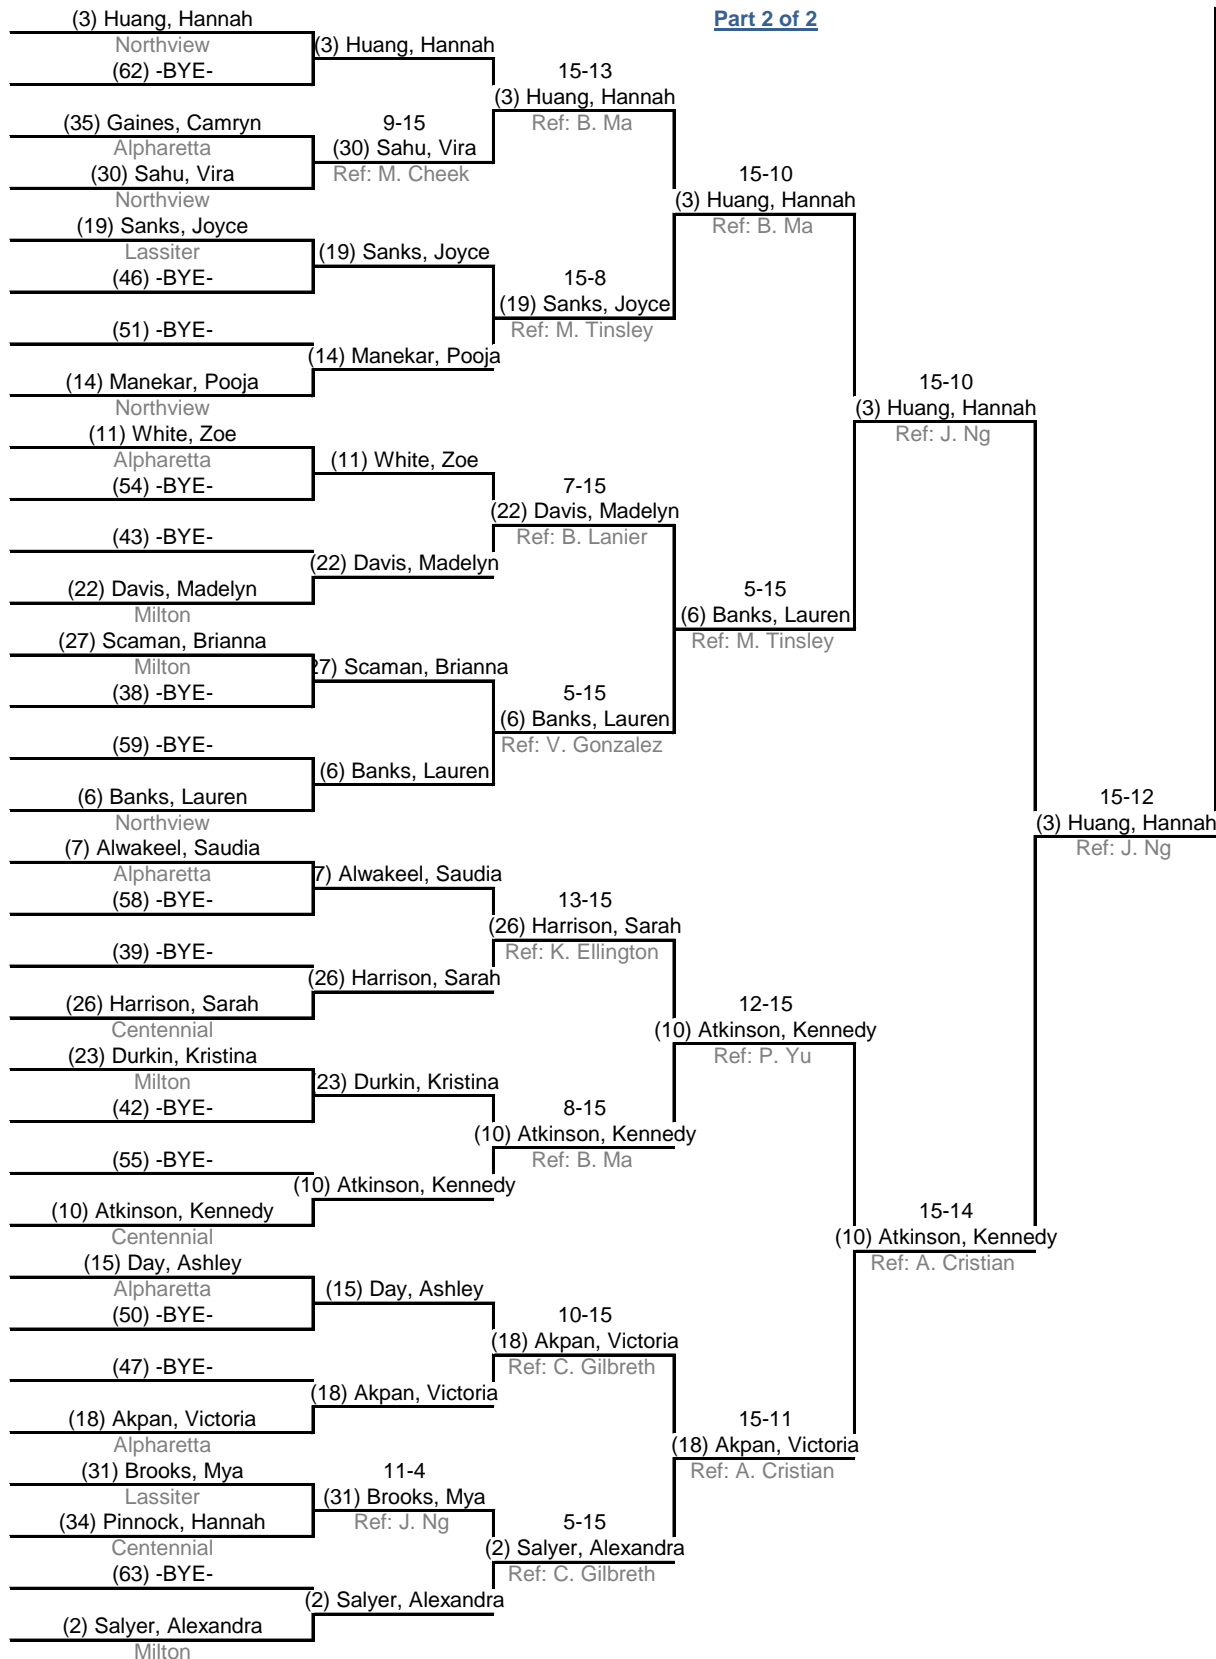 Part 2 of 2
(3) Huang, Hannah
Northview
(62) -BYE-
(35) Gaines, Camryn
Alpharetta
(30) Sahu, Vira
Northview
(19) Sanks, Joyce
Lassiter
(46) -BYE-
(51) -BYE-
(14) Manekar, Pooja
Northview
(11) White, Zoe
Alpharetta
(54) -BYE-
(43) -BYE-
(22) Davis, Madelyn
Milton
(27) Scaman, Brianna
Milton
(38) -BYE-
(59) -BYE-
(6) Banks, Lauren
Northview
(7) Alwakeel, Saudia
Alpharetta
(58) -BYE-
(39) -BYE-
(26) Harrison, Sarah
Centennial
(23) Durkin, Kristina
Milton
(42) -BYE-
(55) -BYE-
(10) Atkinson, Kennedy
Centennial
(15) Day, Ashley
Alpharetta
(50) -BYE-
(47) -BYE-
(18) Akpan, Victoria
Alpharetta
(31) Brooks, Mya
Lassiter
(34) Pinnock, Hannah
Centennial
(63) -BYE-
(2) Salyer, Alexandra
Milton
(3) Huang, Hannah
9-15
(30) Sahu, Vira
Ref: M. Cheek
(19) Sanks, Joyce
(14) Manekar, Pooja
(11) White, Zoe
(22) Davis, Madelyn
27) Scaman, Brianna
(6) Banks, Lauren
7) Alwakeel, Saudia
(26) Harrison, Sarah
(23) Durkin, Kristina
(10) Atkinson, Kennedy
(15) Day, Ashley
(18) Akpan, Victoria
11-4
(31) Brooks, Mya
Ref: J. Ng
(2) Salyer, Alexandra
15-13
(3) Huang, Hannah
Ref: B. Ma
15-8
(19) Sanks, Joyce
Ref: M. Tinsley
7-15
(22) Davis, Madelyn
Ref: B. Lanier
5-15
(6) Banks, Lauren
Ref: V. Gonzalez
13-15
(26) Harrison, Sarah
Ref: K. Ellington
8-15
(10) Atkinson, Kennedy
Ref: B. Ma
10-15
(18) Akpan, Victoria
Ref: C. Gilbreth
5-15
(2) Salyer, Alexandra
Ref: C. Gilbreth
15-10
(3) Huang, Hannah
Ref: B. Ma
5-15
(6) Banks, Lauren
Ref: M. Tinsley
12-15
(10) Atkinson, Kennedy
Ref: P. Yu
15-11
(18) Akpan, Victoria
Ref: A. Cristian
15-10
(3) Huang, Hannah
Ref: J. Ng
15-14
(10) Atkinson, Kennedy
Ref: A. Cristian
15-12
(3) Huang, Hannah
Ref: J. Ng